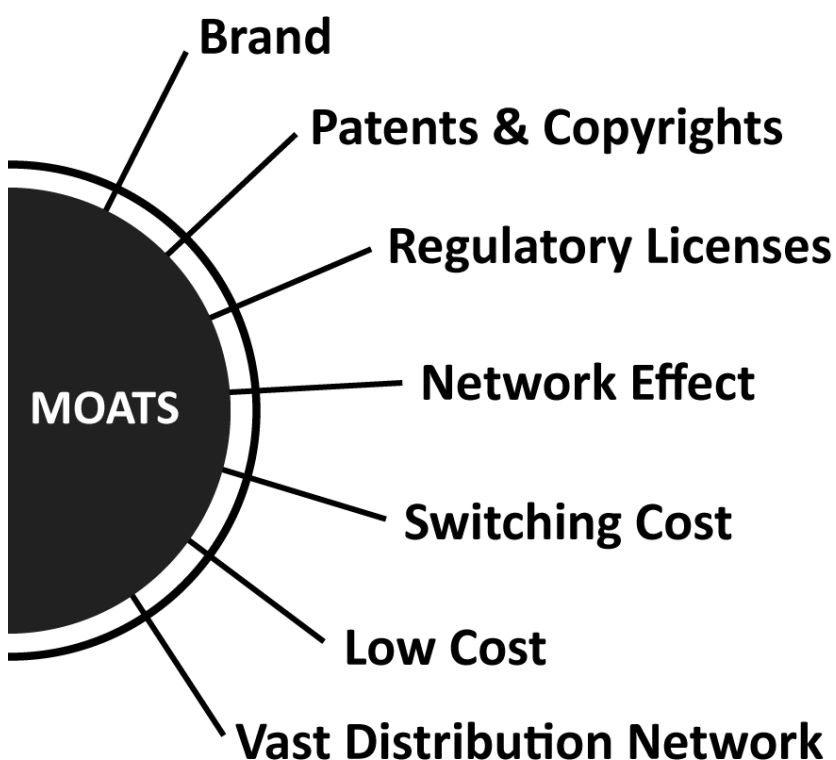 Brand
Patents & Copyrights
Regulatory Licenses
Network Effect
MOATS
Switching Cost
Low Cost
Vast Distribution Network